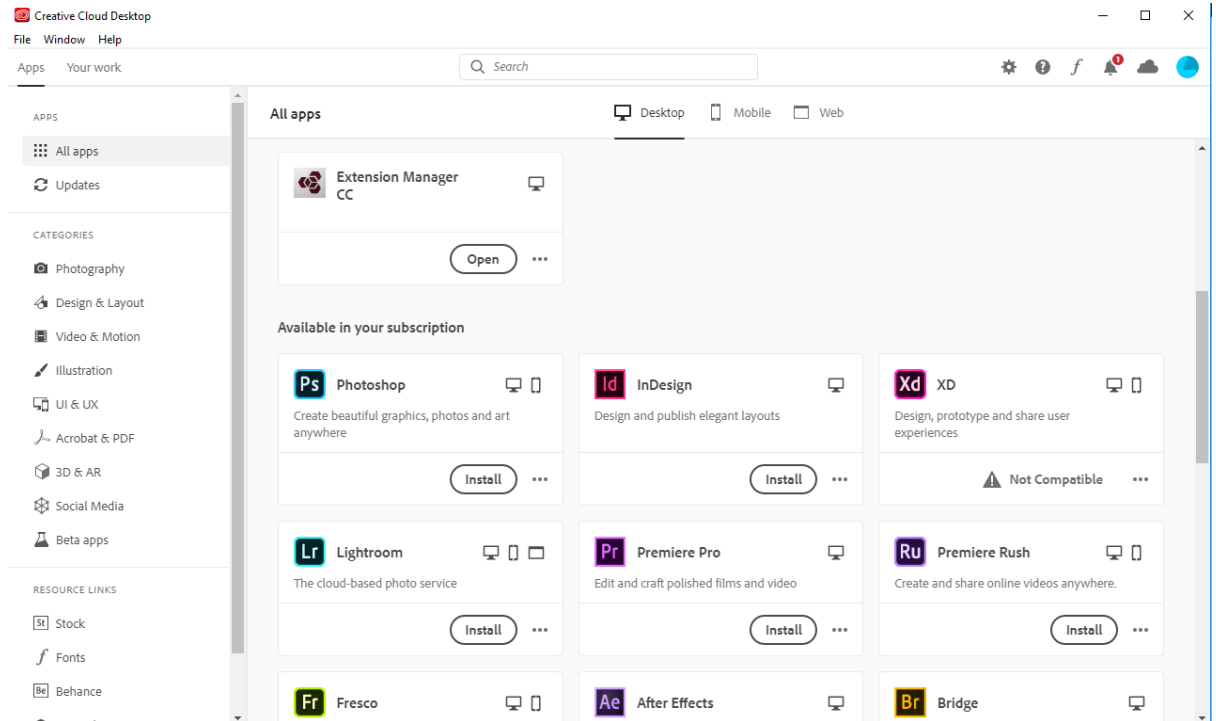 Creative Cloud Desktop
File Window Help
Apps Your work
Search
1
APPS
All apps
Updates
CATEGORIES
Photography
Design & Layout
Video & Motion
Illustration
UI & UX
Acrobat & PDF
3D & AR
Social Media
Beta apps
RESOURCE LINKS
St Stock
Fonts
Be Behance
All apps
Desktop Mobile Web
Extension Manager
CC
Open
Available in your subscription
Ps Photoshop
Create beautiful graphics, photos and art
anywhere
Install
Id InDesign
Design and publish elegant layouts
Install
Xd XD
Design, prototype and share user
experiences
Not Compatible
Lr Lightroom
The cloud-based photo service
Install
Pr Premiere Pro
Edit and craft polished films and video
Install
Ru Premiere Rush
Create and share online videos anywhere.
Install
Fr Fresco
Ae After Effects
Br Bridge